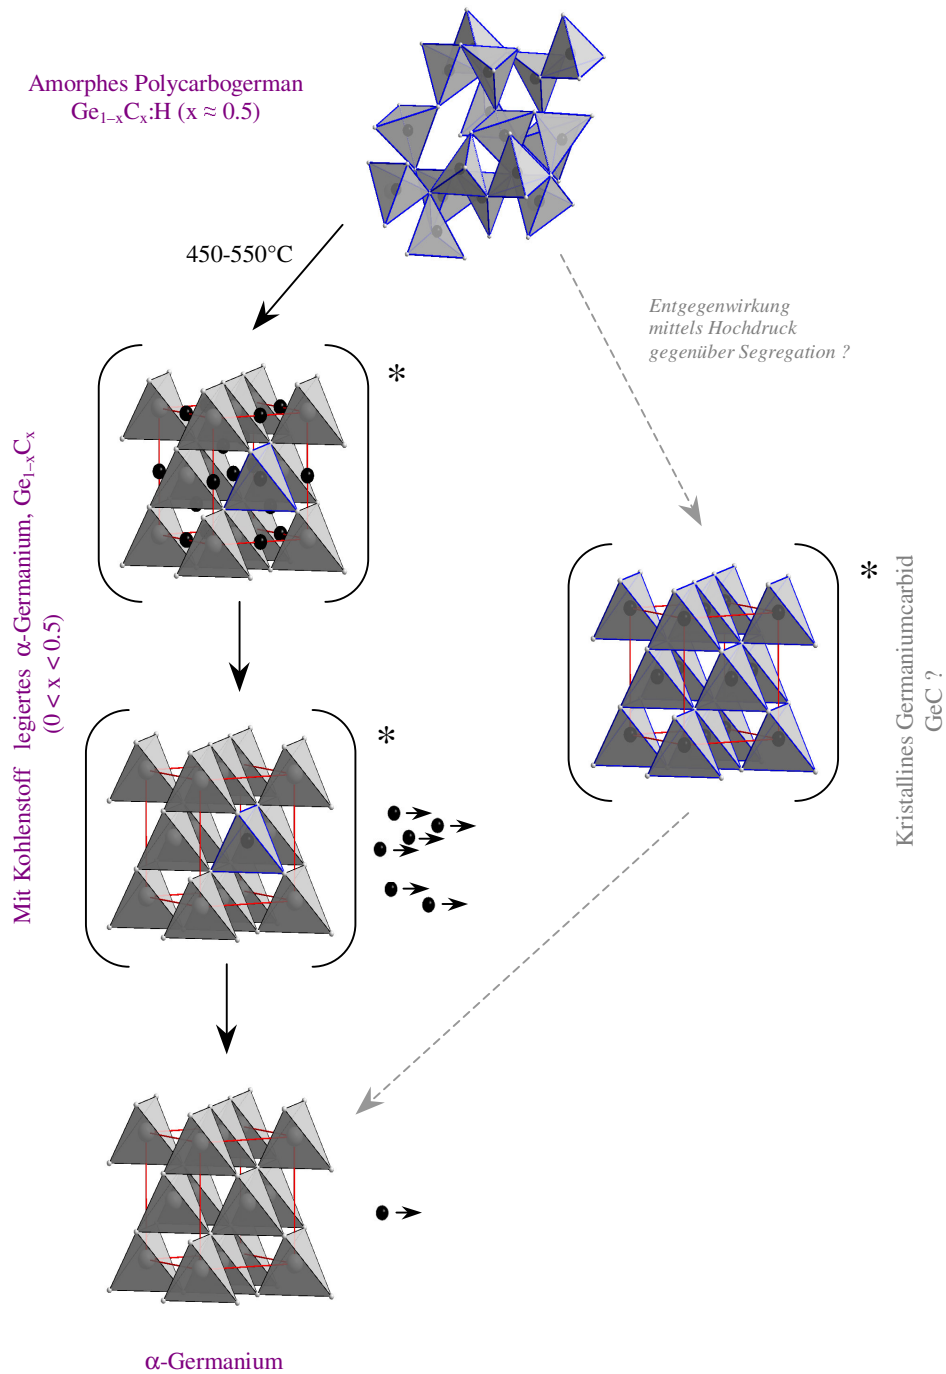 Amorphes Polycarbogerman
Ge₁₋ₓCₓ:H (x ≈ 0.5)
450-550°C
Entgegenwirkung
mittels Hochdruck
gegenüber Segregation ?
*
Mit Kohlenstoff legiertes α-Germanium, Ge₁₋ₓCₓ
(0 < x < 0.5)
*
Kristallines Germaniumcarbid
GeC ?
*
α-Germanium